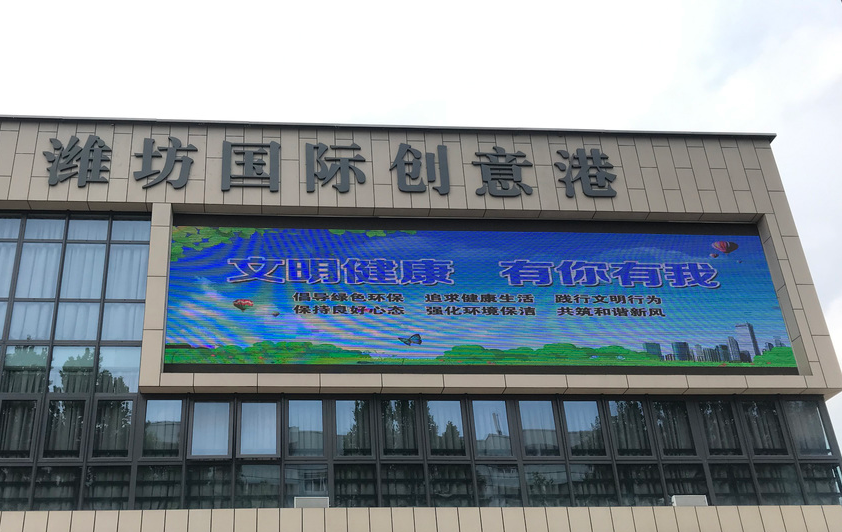 潍坊国际创意港
文明健康 有你有我
倡导绿色环保 追求健康生活 践行文明行为
保持良好心态 强化环境保洁 共筑和谐新风